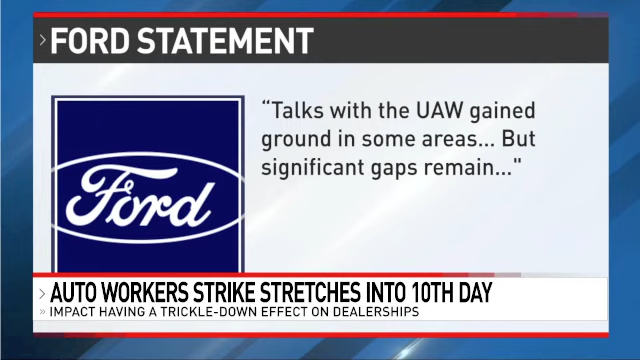 FORD STATEMENT
Ford
“Talks with the UAW gained
ground in some areas... But
significant gaps remain..."
AUTO WORKERS STRIKE STRETCHES INTO 10TH DAY
IMPACT HAVING A TRICKLE-DOWN EFFECT ON DEALERSHIPS